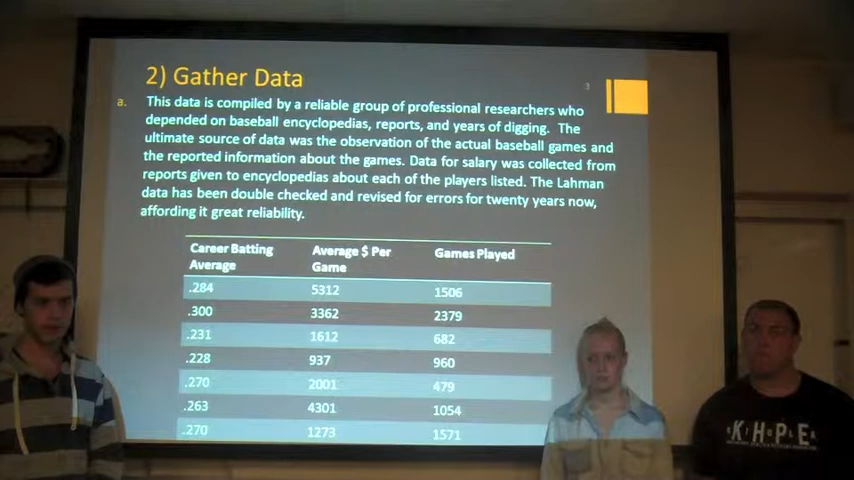 2) Gather Data
3
a. This data is compiled by a reliable group of professional researchers who
depended on baseball encyclopedias, reports, and years of digging. The
ultimate source of data was the observation of the actual baseball games and
the reported information about the games. Data for salary was collected from
reports given to encyclopedias about each of the players listed. The Lahman
data has been double checked and revised for errors for twenty years now,
affording it great reliability.
Career Batting Average $ Per Games Played
Average Game
.284 5312 1506
.300 3362 2379
.231 1612 682
.228 937 960
.270 2001 479
.263 4301 1054
.270 1273 1571
K H P E